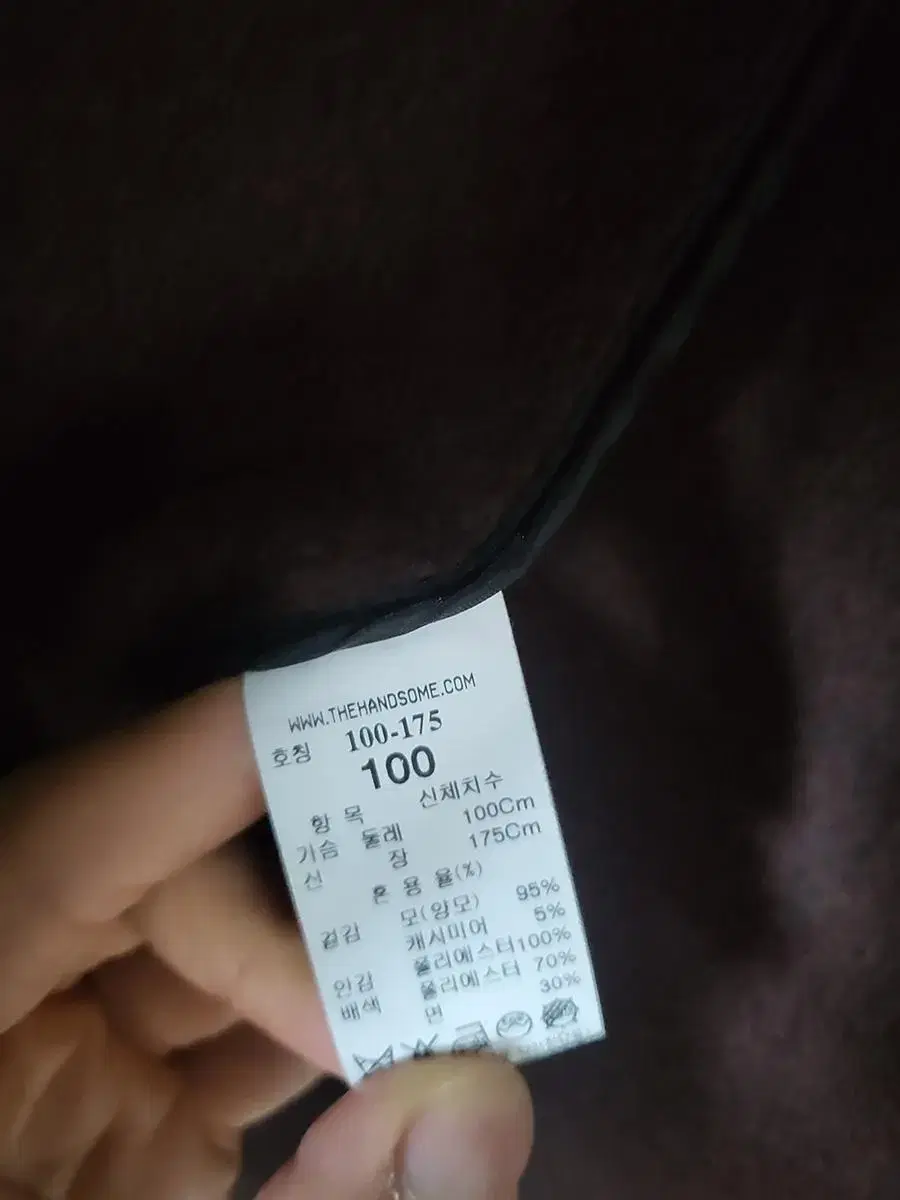 WWW.THEHANDSOME.COM
호칭 100-175
100
항 목 신체치수
가슴 둘레 100Cm
신 장 175Cm
혼 용 율(%)
겉감 모(양모) 95%
캐시미어 5%
안감 폴리에스터100%
배색 폴리에스터 70%
면 30%